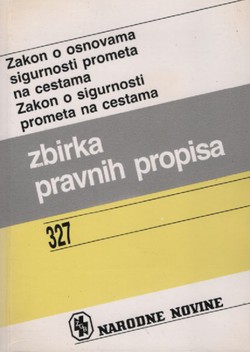 Zakon o osnovama
sigurnosti prometa
na cestama
Zakon o sigurnosti
prometa na cestama
zbirka
pravnih propisa
327
NARODNE NOVINE